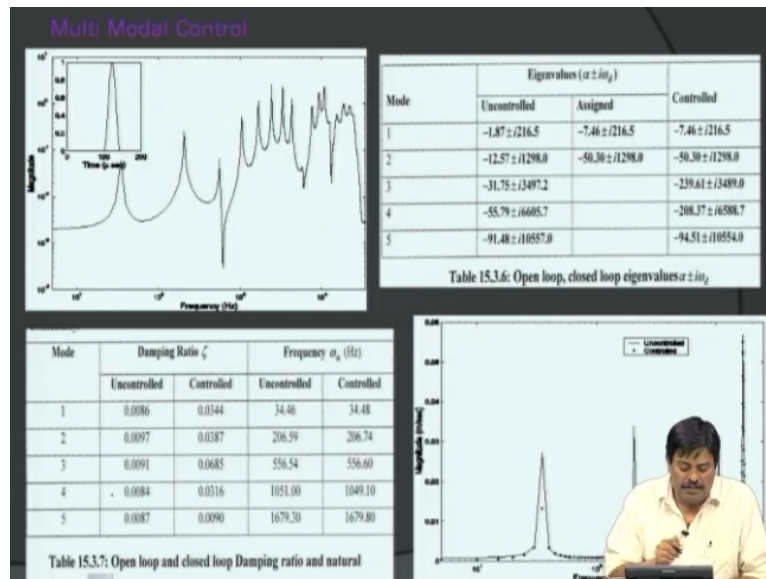 Multi Modal Control
Time (μ sec)
Magnitude
Frequency (Hz)
Mode Eigenvalues (α ± iω_d)
Uncontrolled Assigned Controlled
1 −1.87 ± i216.5 −7.46 ± i216.5 −7.46 ± i216.5
2 −12.57 ± i1298.0 −50.30 ± i1298.0 −50.30 ± i1298.0
3 −31.75 ± i3497.2 −239.61 ± i3489.0
4 −55.79 ± i6605.7 −208.37 ± i6588.7
5 −91.48 ± i10557.0 −94.51 ± i10554.0
Table 15.3.6: Open loop, closed loop eigenvalues α ± iω_d
Mode Damping Ratio ζ Frequency ω_n (Hz)
Uncontrolled Controlled Uncontrolled Controlled
1 0.0086 0.0344 34.46 34.48
2 0.0097 0.0387 206.59 206.74
3 0.0091 0.0685 556.54 556.60
4 0.0084 0.0316 1051.00 1049.10
5 0.0087 0.0090 1679.20 1679.80
Table 15.3.7: Open loop and closed loop Damping ratio and natural
Uncontrolled
Controlled
Magnitude (m/sec)